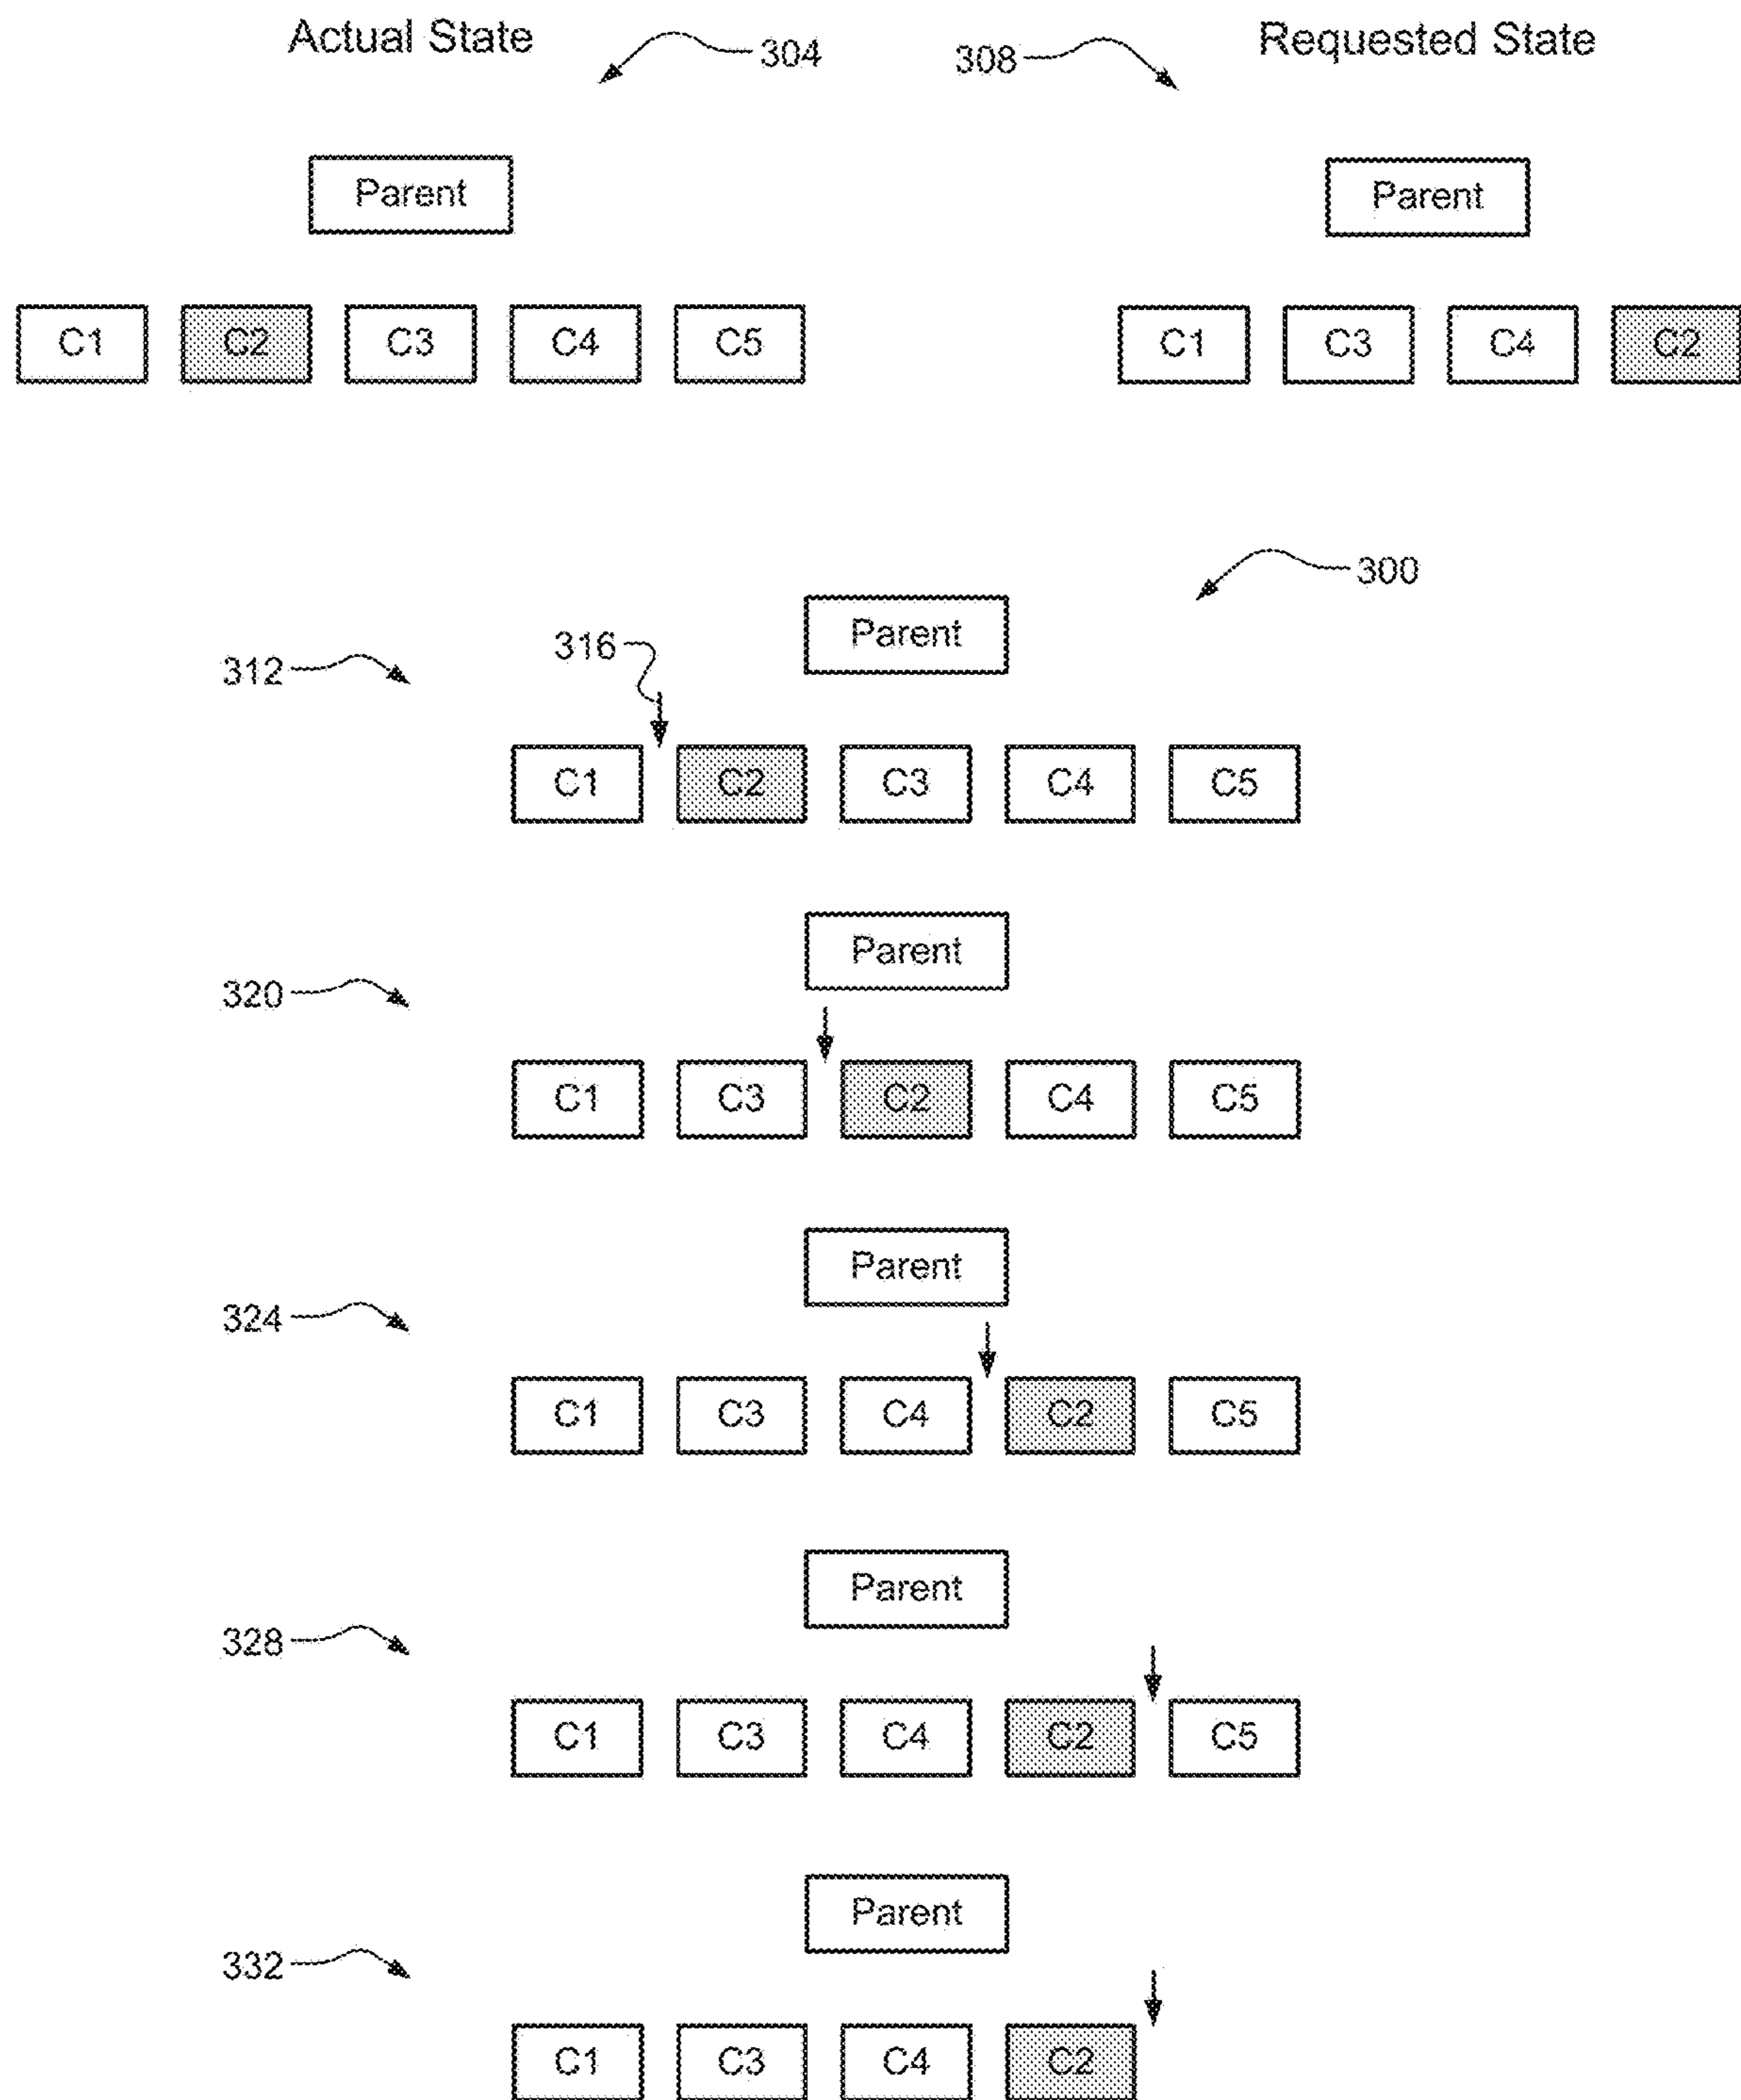 Actual State 304 308 Requested State
Parent Parent
C1 C2 C3 C4 C5 C1 C3 C4 C2
300
Parent
316
312
C1 C2 C3 C4 C5
Parent
320
C1 C3 C2 C4 C5
Parent
324
C1 C3 C4 C2 C5
Parent
328
C1 C3 C4 C2 C5
Parent
332
C1 C3 C4 C2